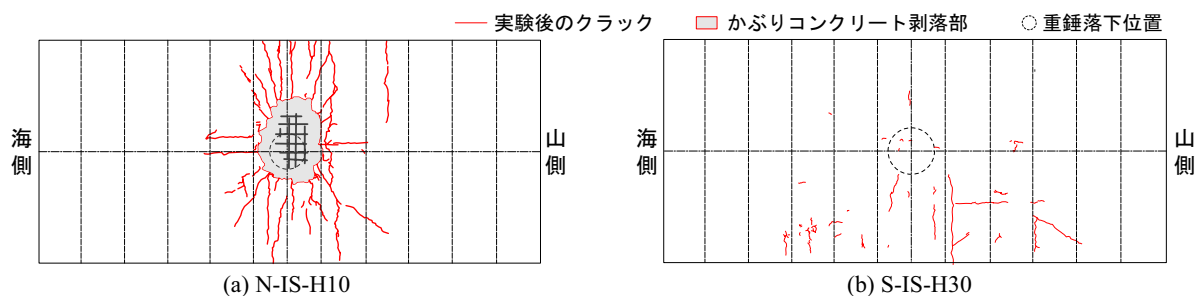 実験後のクラック かぶりコンクリート剥落部 重錘落下位置
海側
山側
海側
山側
(a) N-IS-H10
(b) S-IS-H30